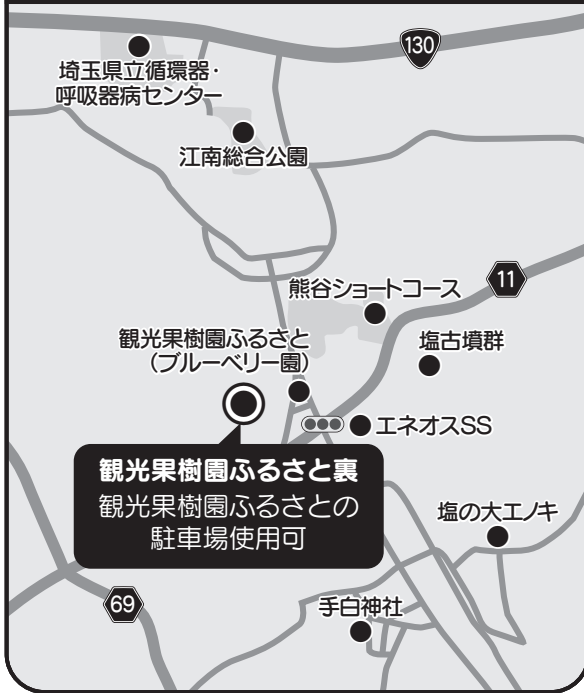 130
埼玉県立循環器・
呼吸器病センター
江南総合公園
11
熊谷ショートコース
観光果樹園ふるさと
(ブルーベリー園)
塩古墳群
エネオスSS
観光果樹園ふるさと裏
観光果樹園ふるさとの
駐車場使用可
塩の大エノキ
69
手白神社